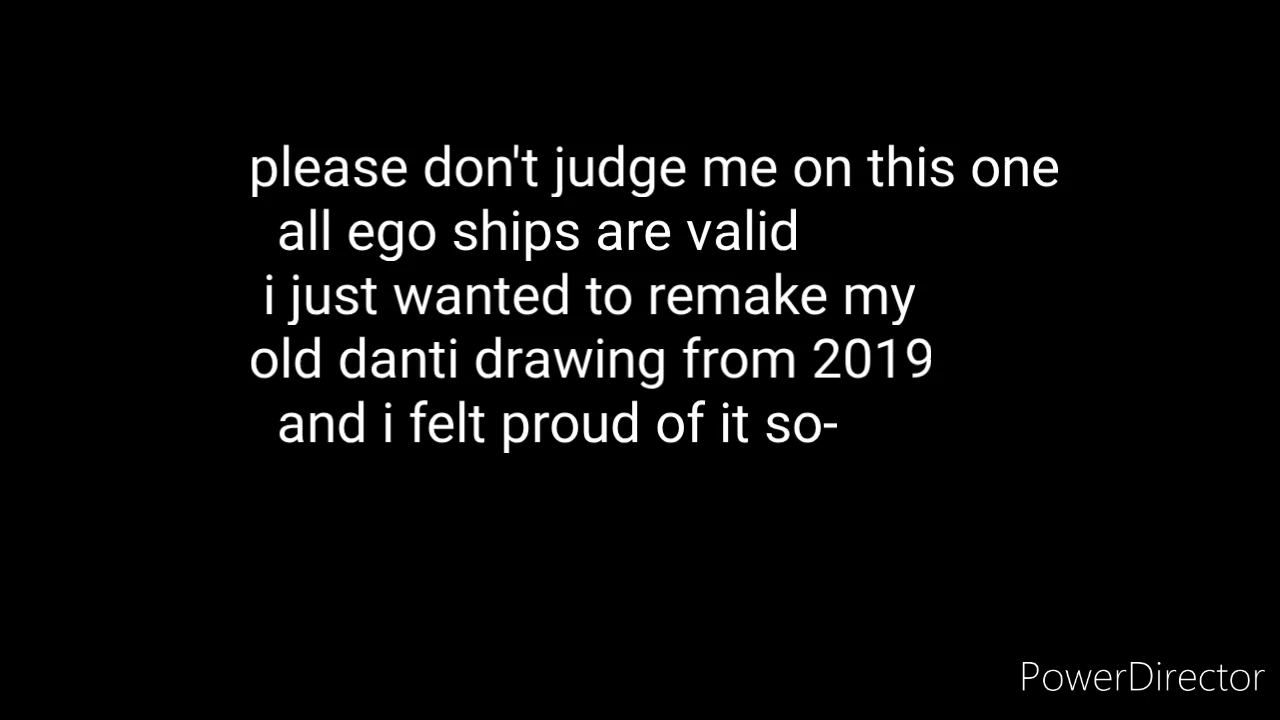 please don't judge me on this one
all ego ships are valid
i just wanted to remake my
old danti drawing from 2019
and i felt proud of it so-
PowerDirector